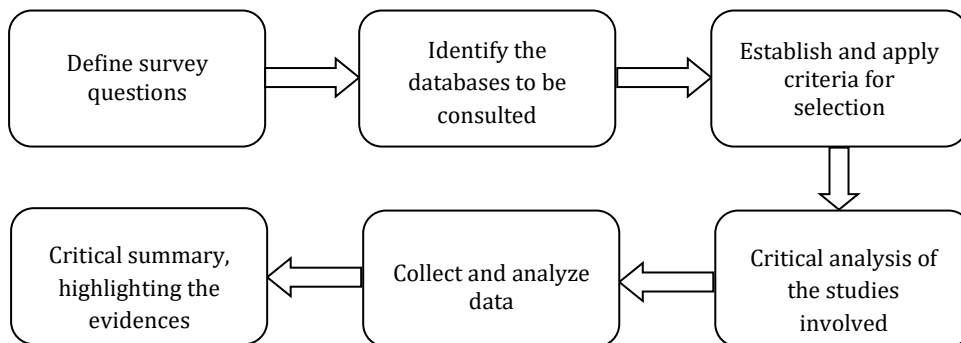 Define survey
questions
Identify the
databases to be
consulted
Establish and apply
criteria for
selection
Critical analysis of
the studies
involved
Collect and analyze
data
Critical summary,
highlighting the
evidences